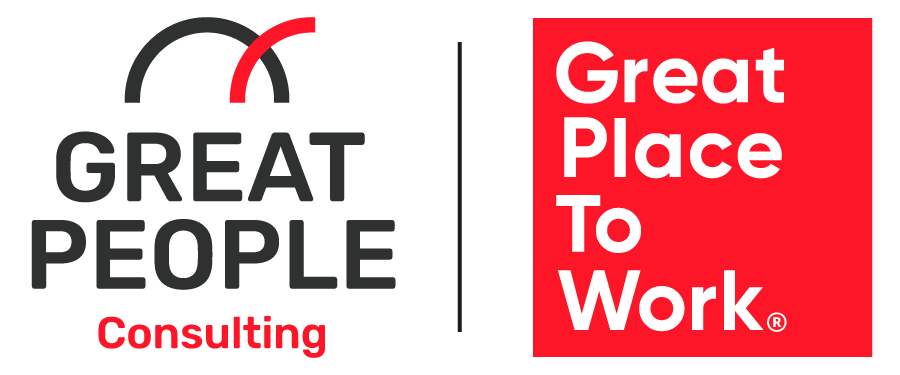 GREAT
PEOPLE
Consulting
Great
Place
To
Work®